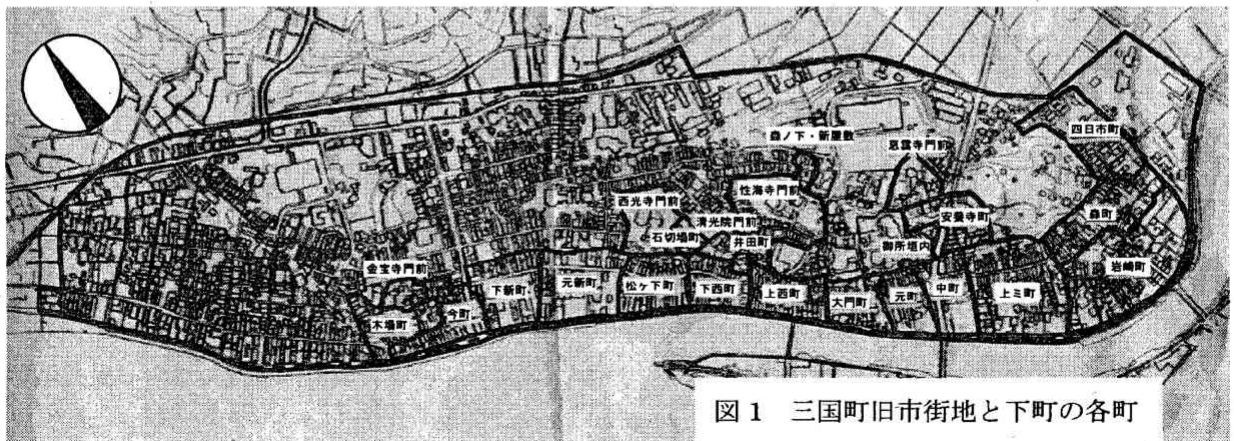 四日市町
森ノ下・新屋敷
恩雲寺門前
性海寺門前
西光寺門前
安養寺町
森町
清光院門前
石切場町
井田町
御所垣内
岩崎町
金宝寺門前
下新町
元新町
松ヶ下町
下西町
上西町
大門町
元町
中町
上ミ町
今町
木場町
図1 三国町旧市街地と下町の各町